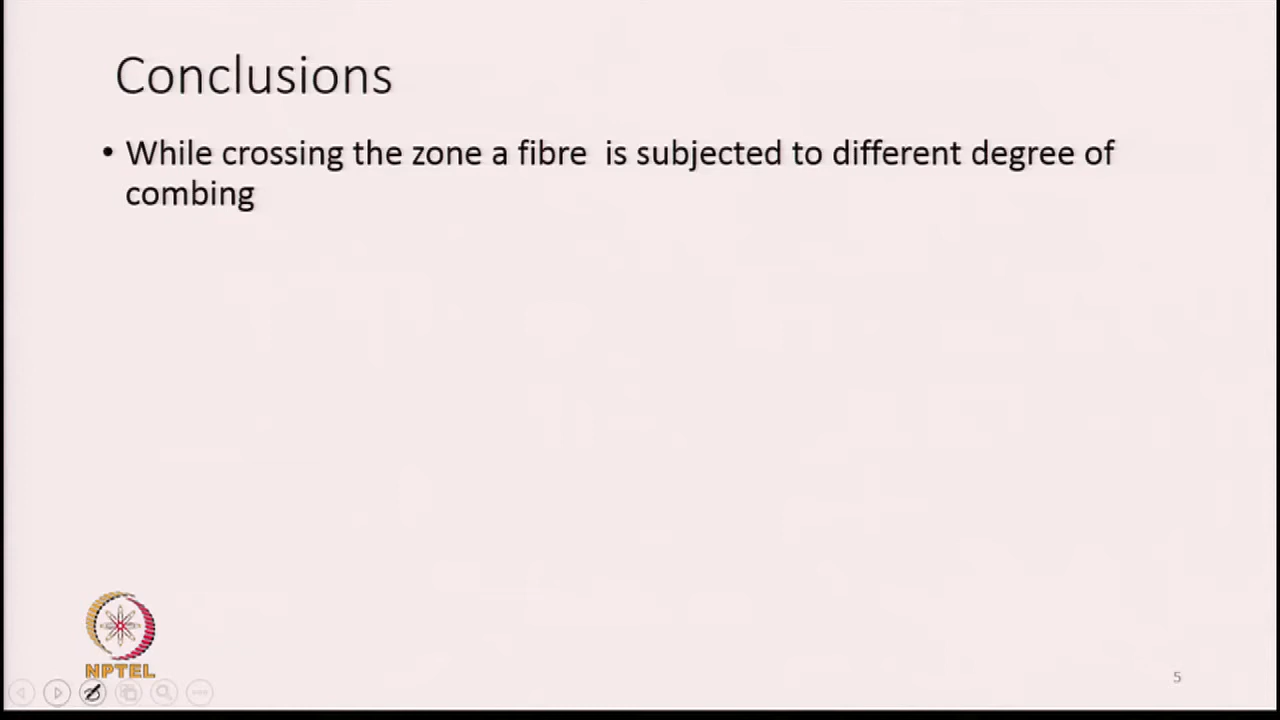 Conclusions
• While crossing the zone a fibre is subjected to different degree of
combing
NPTEL
5